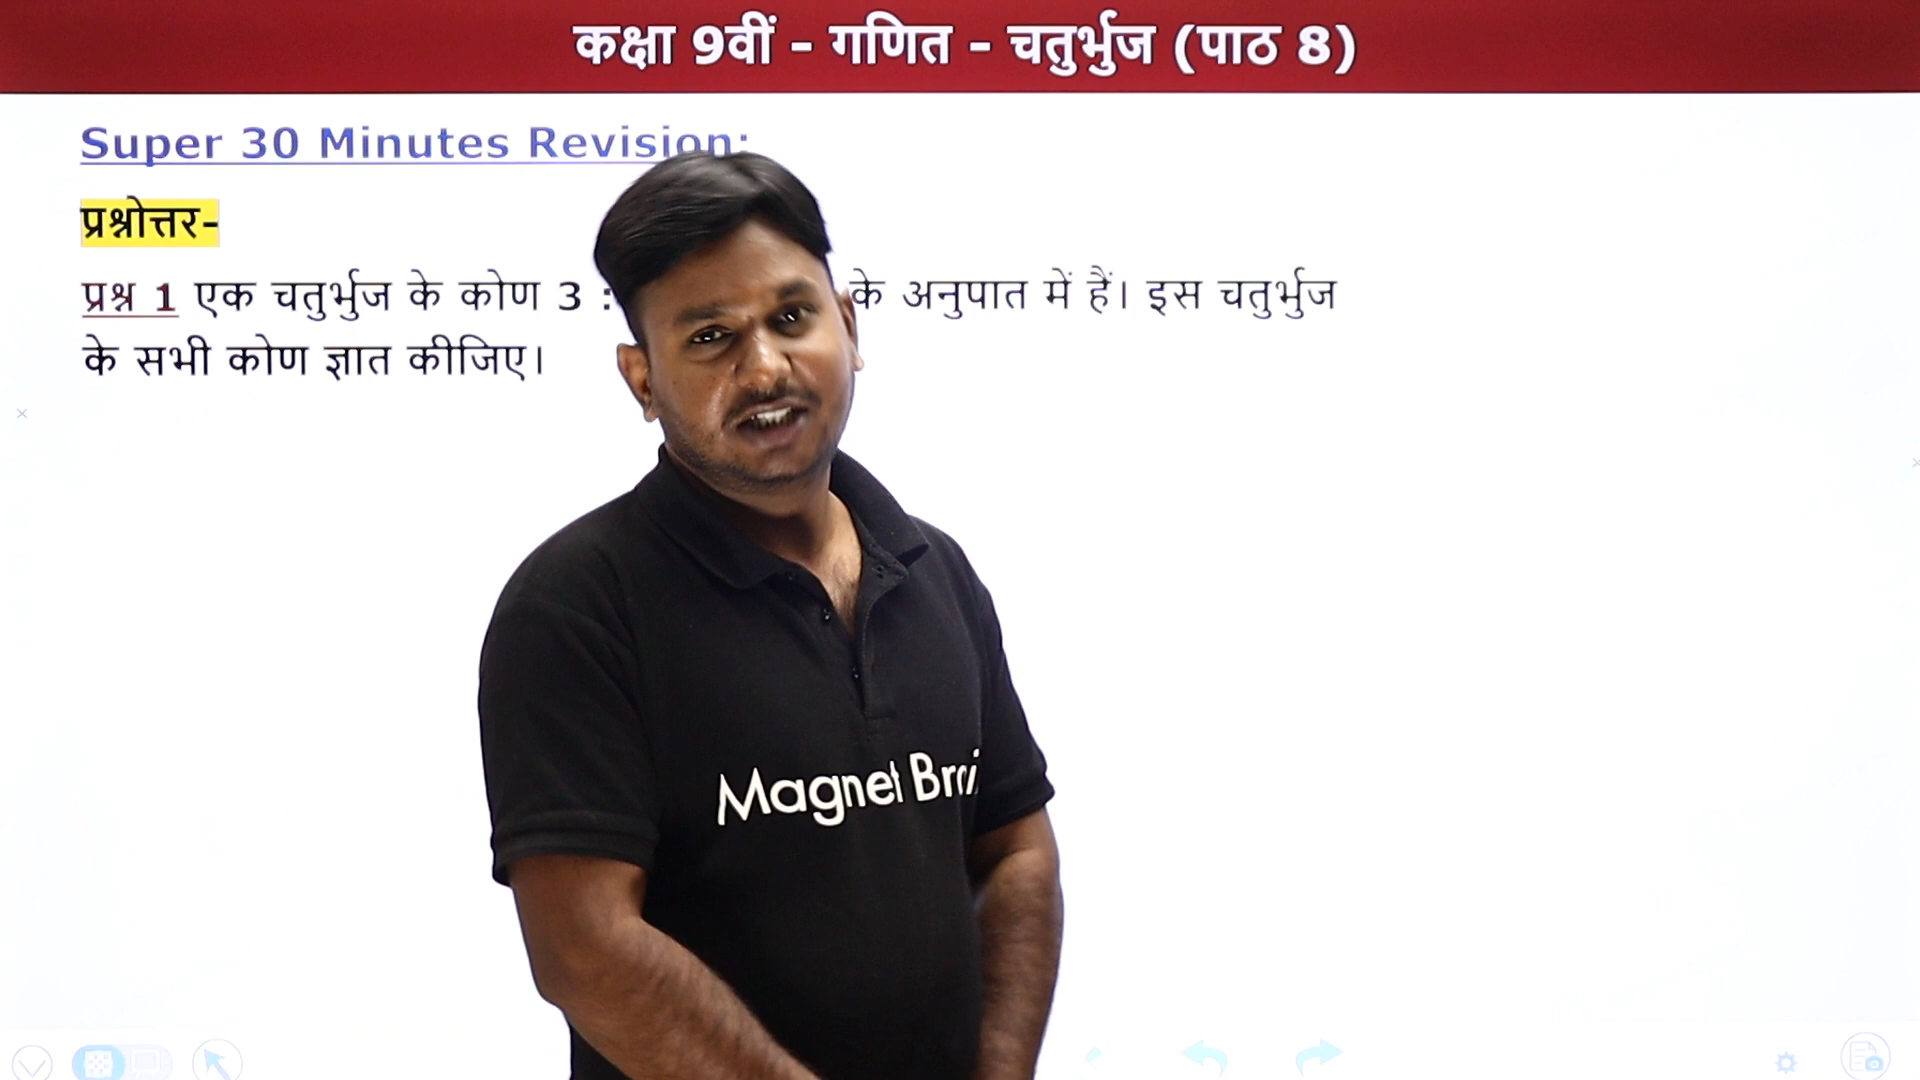 कक्षा 9वीं - गणित - चतुर्भुज (पाठ 8)
Super 30 Minutes Revision:
प्रश्नोत्तर-
प्रश्न 1 एक चतुर्भुज के कोण 3 : के अनुपात में हैं। इस चतुर्भुज
के सभी कोण ज्ञात कीजिए।
Magnet Brai